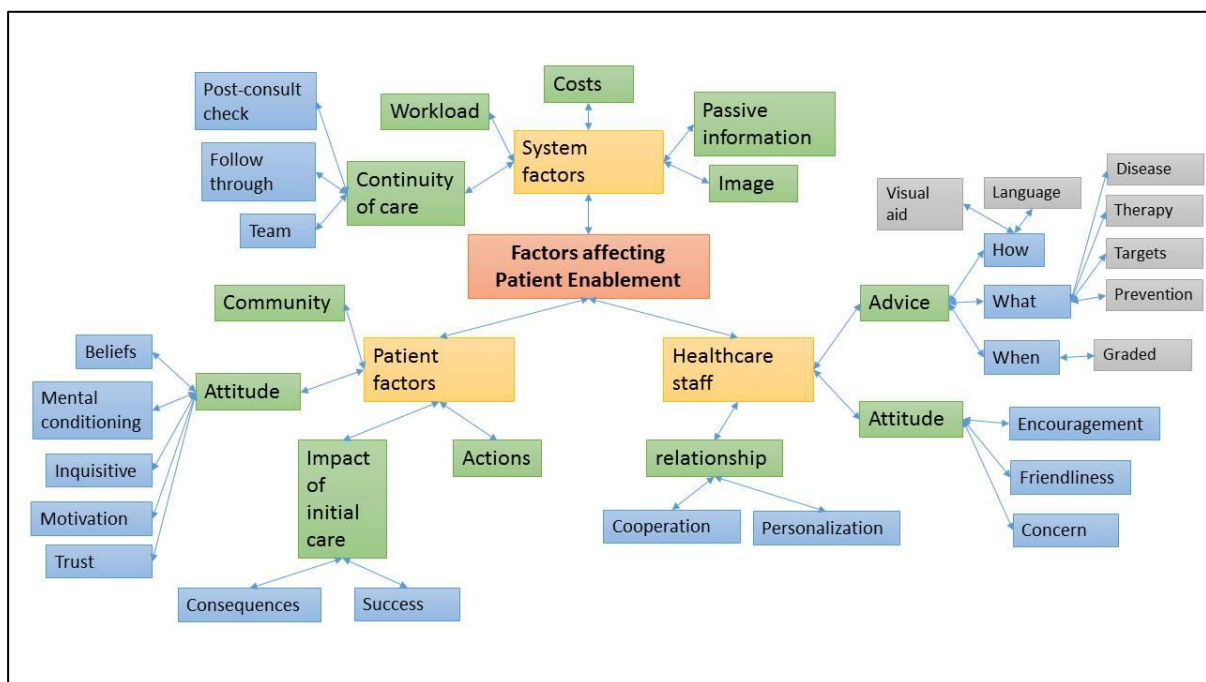 Costs
Post-consult
check
Workload
Passive
information
System
factors
Follow
through
Continuity
of care
Image
Team
Factors affecting
Patient Enablement
Visual
aid
Language
Disease
Therapy
How
Targets
Advice
What
Prevention
When
Graded
Community
Beliefs
Patient
factors
Healthcare
staff
Attitude
Mental
conditioning
Attitude
Encouragement
Inquisitive
Impact
of
initial
care
Actions
relationship
Friendliness
Motivation
Cooperation
Personalization
Concern
Trust
Consequences
Success